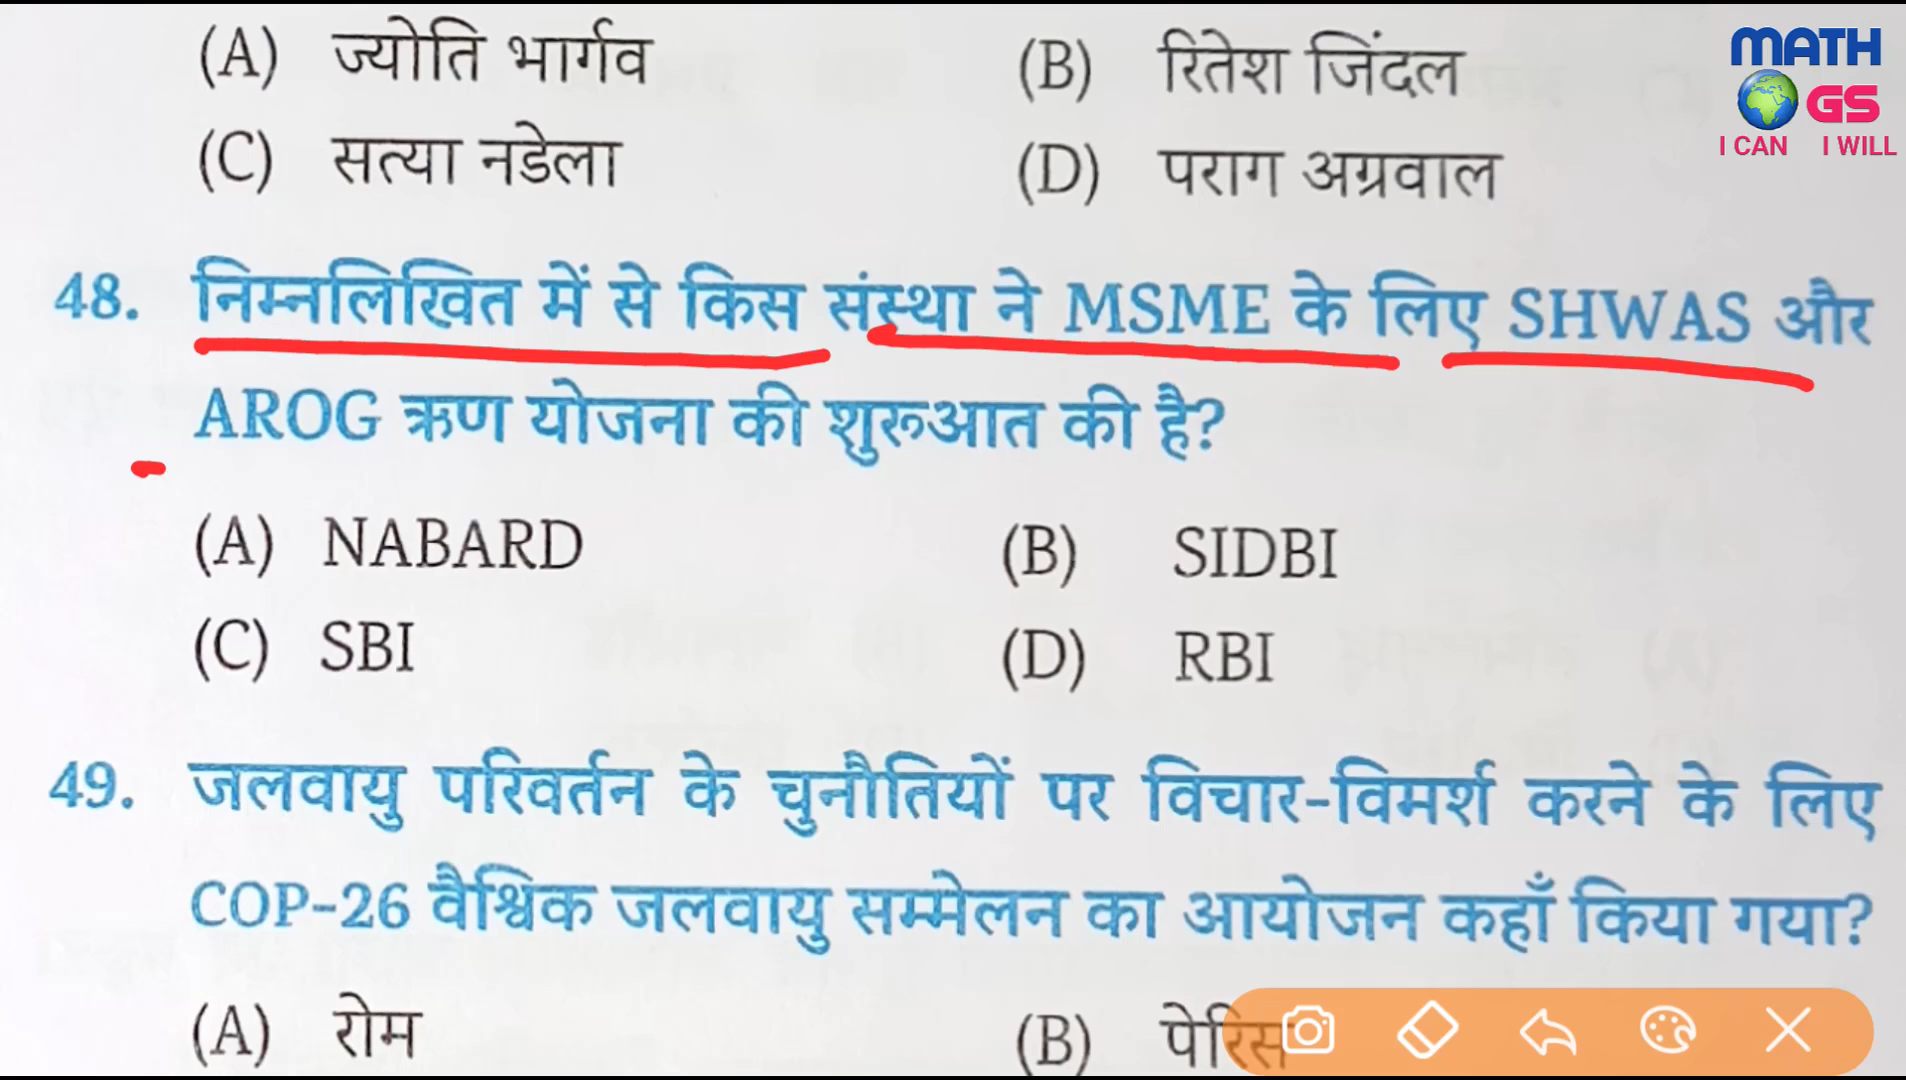 (A) ज्योति भार्गव (B) रितेश जिंदल
(C) सत्या नडेला (D) पराग अग्रवाल
MATH
GS
I CAN I WILL
48. निम्नलिखित में से किस संस्था ने MSME के लिए SHWAS और
AROG ऋण योजना की शुरूआत की है?
(A) NABARD (B) SIDBI
(C) SBI (D) RBI
49. जलवायु परिवर्तन के चुनौतियों पर विचार-विमर्श करने के लिए
COP-26 वैश्विक जलवायु सम्मेलन का आयोजन कहाँ किया गया?
(A) रोम (B) पेरिस